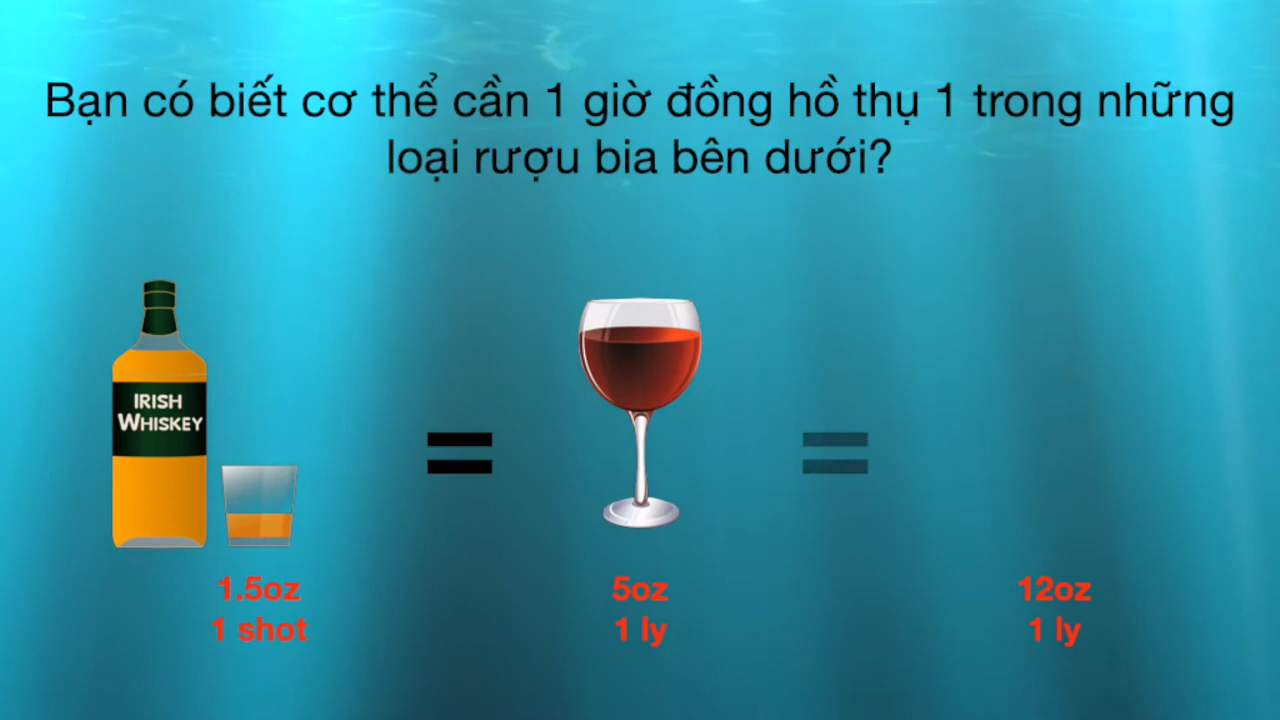 Bạn có biết cơ thể cần 1 giờ đồng hồ thụ 1 trong những
loại rượu bia bên dưới?
IRISH
WHISKEY
=
=
1.5oz
1 shot
5oz
1 ly
12oz
1 ly